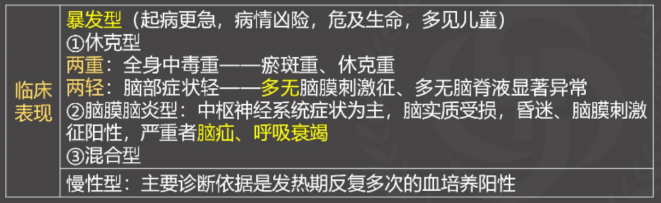 暴发型（起病更急，病情凶险，危及生命，多见儿童）
①休克型
两重：全身中毒重——瘀斑重、休克重
两轻：脑部症状轻——多无脑膜刺激征、多无脑脊液显著异常
②脑膜脑炎型：中枢神经系统症状为主，脑实质受损，昏迷、脑膜刺激
征阳性，严重者脑疝、呼吸衰竭
③混合型
临床
表现
慢性型：主要诊断依据是发热期反复多次的血培养阳性